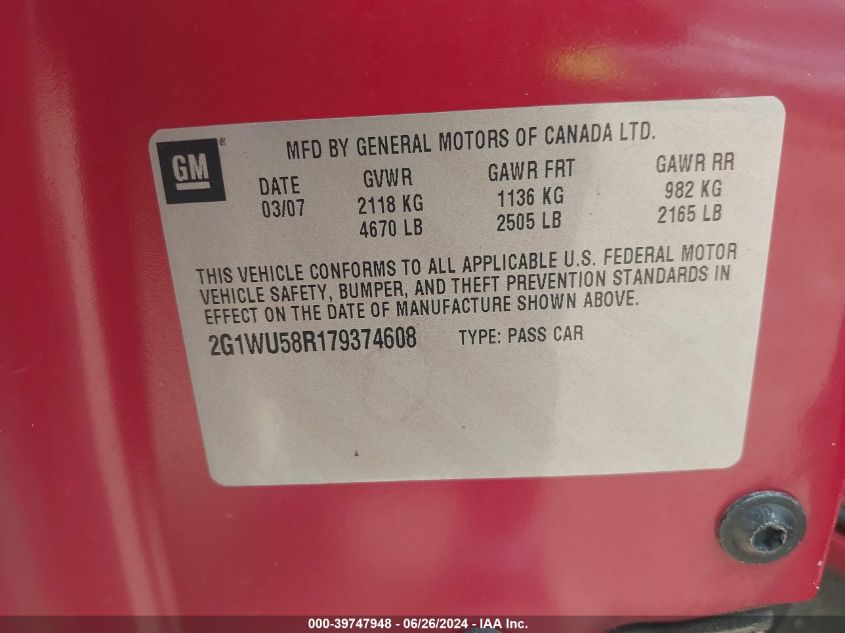 GM®
MFD BY GENERAL MOTORS OF CANADA LTD.
DATE GVWR GAWR FRT GAWR RR
03/07 2118 KG 1136 KG 982 KG
4670 LB 2505 LB 2165 LB
THIS VEHICLE CONFORMS TO ALL APPLICABLE U.S. FEDERAL MOTOR
VEHICLE SAFETY, BUMPER, AND THEFT PREVENTION STANDARDS IN
EFFECT ON THE DATE OF MANUFACTURE SHOWN ABOVE.
2G1WU58R179374608 TYPE: PASS CAR
000-39747948 - 06/26/2024 - IAA Inc.